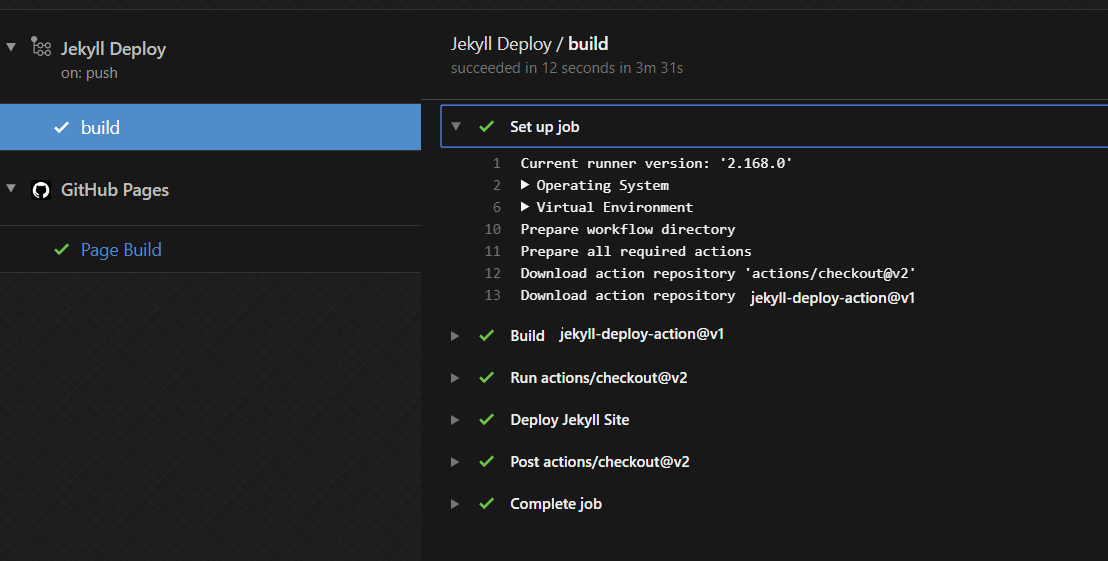 Jekyll Deploy
on: push
build
GitHub Pages
Page Build
Jekyll Deploy / build
succeeded in 12 seconds in 3m 31s
Set up job
1 Current runner version: '2.168.0'
2 Operating System
6 Virtual Environment
10 Prepare workflow directory
11 Prepare all required actions
12 Download action repository 'actions/checkout@v2'
13 Download action repository jekyll-deploy-action@v1
Build jekyll-deploy-action@v1
Run actions/checkout@v2
Deploy Jekyll Site
Post actions/checkout@v2
Complete job